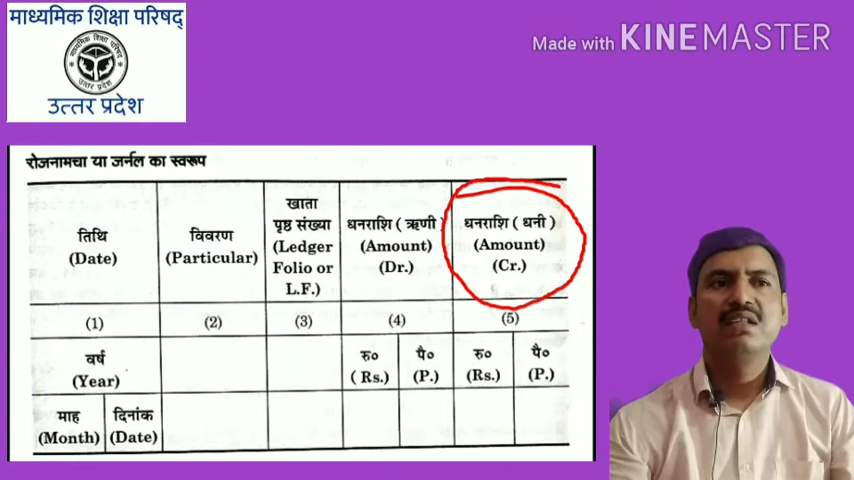 माध्यमिक शिक्षा परिषद्
उत्तर प्रदेश
Made with KINEMASTER
रोजनामचा या जर्नल का स्वरूप
तिथि
(Date)
विवरण
(Particular)
खाता
पृष्ठ संख्या
(Ledger
Folio or
L.F.)
धनराशि ( ऋणी )
(Amount)
(Dr.)
धनराशि ( धनी )
(Amount)
(Cr.)
(1) (2) (3) (4) (5)
वर्ष
(Year)
रु० पै० रु० पै०
( Rs.) (P.) (Rs.) (P.)
माह दिनांक
(Month) (Date)